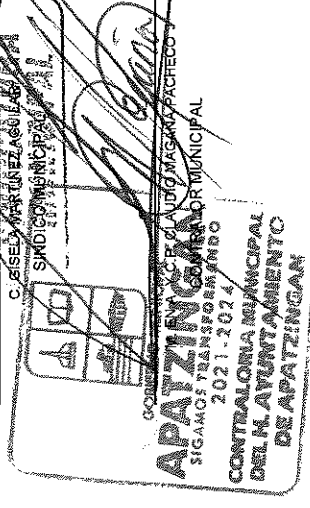 C. GISELA MARTINEZ AGUILAR
SINDICO MUNICIPAL
C.P. CLAUDIO MAGAÑA PACHECO
CONTRALOR MUNICIPAL
APATZINGÁN
SIGAMOS TRANSFORMANDO
2021-2024
CONTRALORIA MUNICIPAL
DEL H. AYUNTAMIENTO
DE APATZINGAN